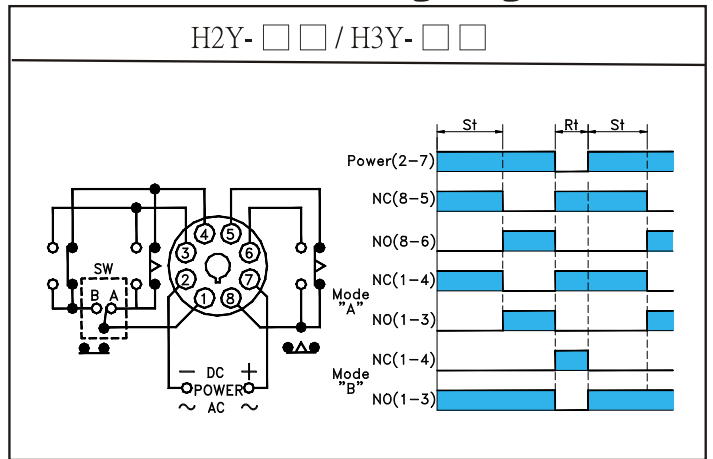 H2Y- □ □ / H3Y- □ □
St Rt St
Power(2-7)
NC(8-5)
NO(8-6)
NC(1-4)
Mode "A"
NO(1-3)
NC(1-4)
Mode "B"
NO(1-3)
SW
B A
1 2 3 4 5 6 7 8
− DC +
POWER
~ AC ~